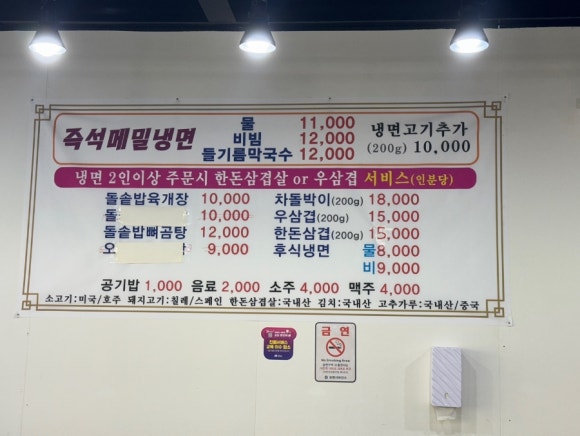 즉석메밀냉면
물 11,000
비빔 12,000
들기름막국수 12,000
냉면고기추가
(200g) 10,000
냉면 2인이상 주문시 한돈삼겹살 or 우삼겹 서비스(인분당)
돌솥밥육개장 10,000
돌 10,000
돌솥밥뼈곰탕 12,000
오 9,000
차돌박이(200g) 18,000
우삼겹(200g) 15,000
한돈삼겹(200g) 15,000
후식냉면 물8,000
비9,000
공기밥 1,000 음료 2,000 소주 4,000 맥주 4,000
소고기:미국/호주 돼지고기:칠레/스페인 한돈삼겹살:국내산 김치:국내산 고추가루:국내산/중국
금연
No Smoking Area